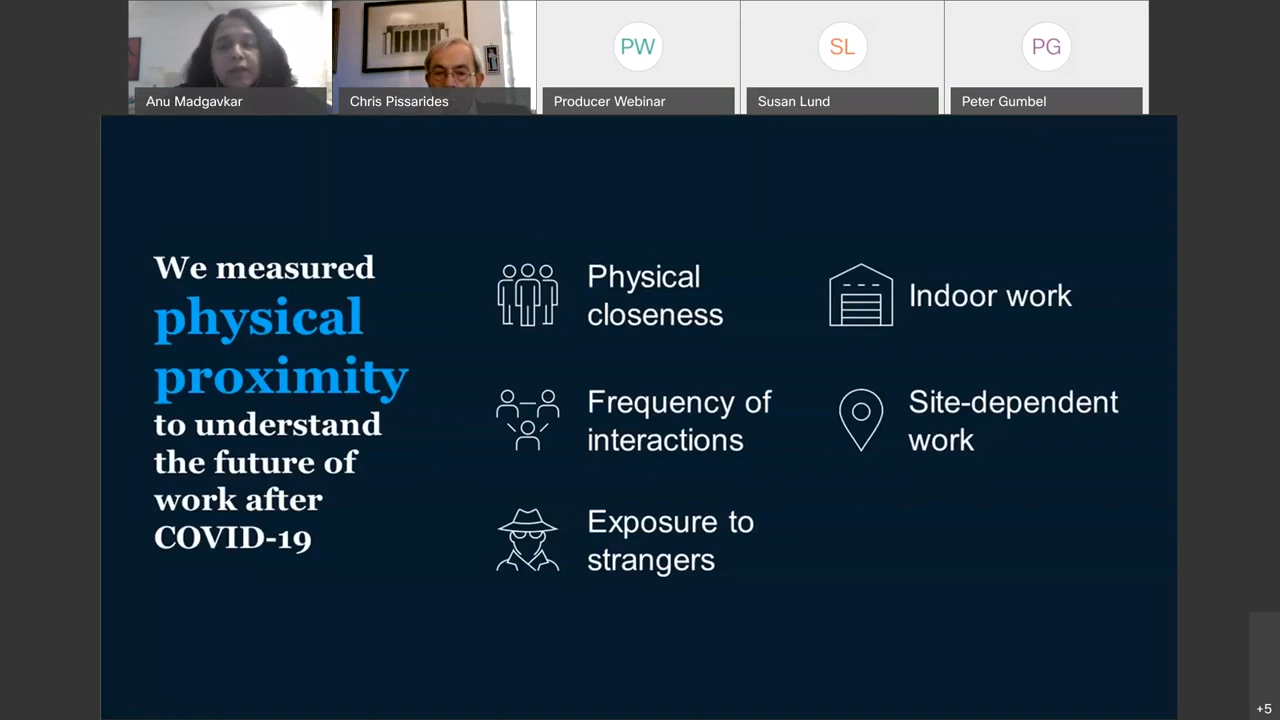 Anu Madgavkar
Chris Pissarides
PW
Producer Webinar
SL
Susan Lund
PG
Peter Gumbel
We measured
physical
proximity
to understand
the future of
work after
COVID-19
Physical
closeness
Frequency of
interactions
Exposure to
strangers
Indoor work
Site-dependent
work
+5